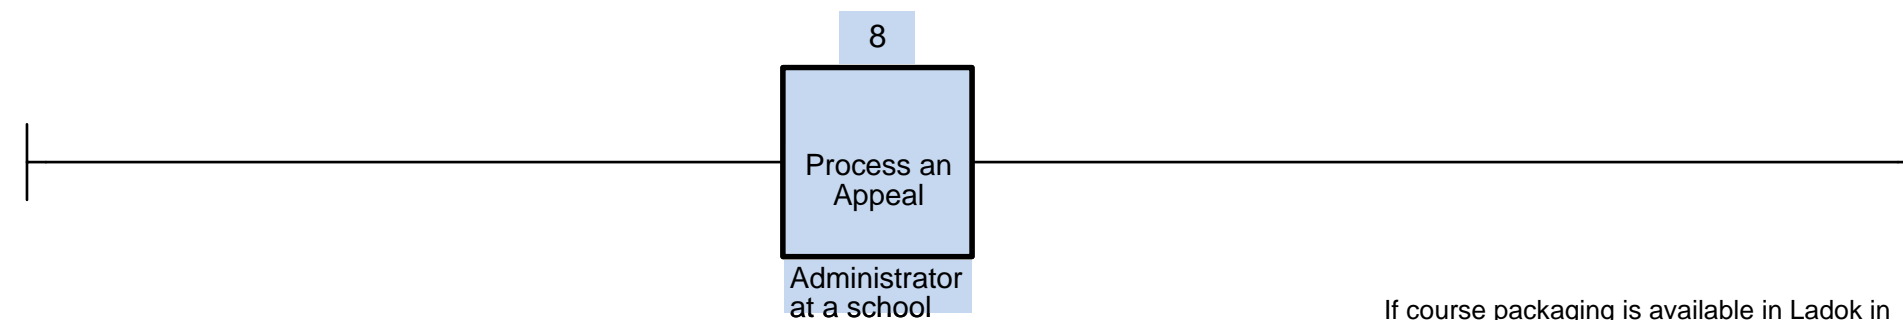 8
Process an
Appeal
Administrator
at a school
If course packaging is available in Ladok in